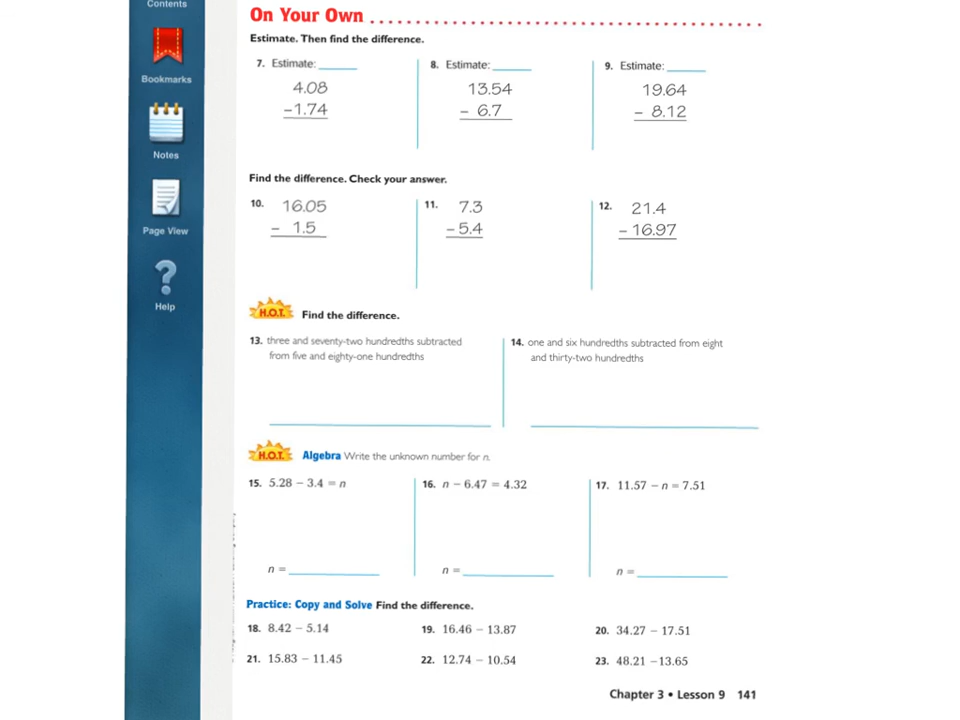 Contents
Bookmarks
Notes
Page View
Help
On Your Own
Estimate. Then find the difference.
7. Estimate: ______
4.08
−1.74
8. Estimate: ______
13.54
− 6.7
9. Estimate: ______
19.64
− 8.12
Find the difference. Check your answer.
10. 16.05
− 1.5
11. 7.3
− 5.4
12. 21.4
− 16.97
H.O.T. Find the difference.
13. three and seventy-two hundredths subtracted
from five and eighty-one hundredths
14. one and six hundredths subtracted from eight
and thirty-two hundredths
H.O.T. Algebra Write the unknown number for n.
15. 5.28 − 3.4 = n
n =
16. n − 6.47 = 4.32
n =
17. 11.57 − n = 7.51
n =
Practice: Copy and Solve Find the difference.
18. 8.42 − 5.14
19. 16.46 − 13.87
20. 34.27 − 17.51
21. 15.83 − 11.45
22. 12.74 − 10.54
23. 48.21 −13.65
Chapter 3 • Lesson 9 141